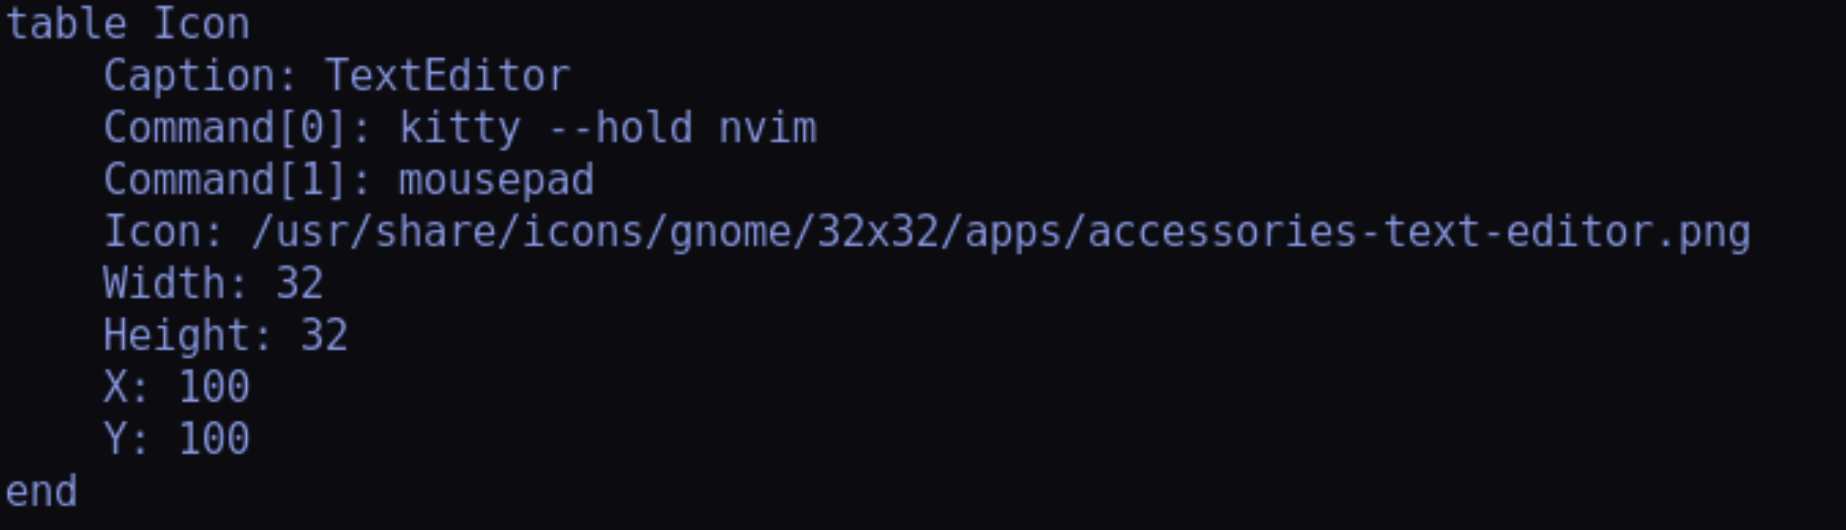 table Icon
    Caption: TextEditor
    Command[0]: kitty --hold nvim
    Command[1]: mousepad
    Icon: /usr/share/icons/gnome/32x32/apps/accessories-text-editor.png
    Width: 32
    Height: 32
    X: 100
    Y: 100
end